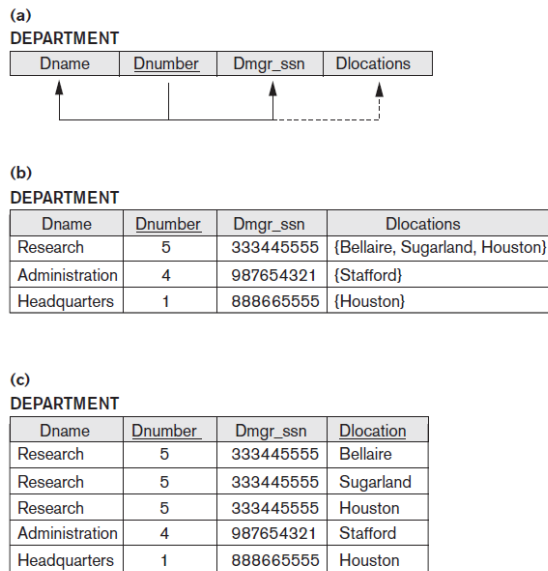 (a)
DEPARTMENT
Dname Dnumber Dmgr_ssn Dlocations
(b)
DEPARTMENT
Dname Dnumber Dmgr_ssn Dlocations
Research 5 333445555 {Bellaire, Sugarland, Houston}
Administration 4 987654321 {Stafford}
Headquarters 1 888665555 {Houston}
(c)
DEPARTMENT
Dname Dnumber Dmgr_ssn Dlocation
Research 5 333445555 Bellaire
Research 5 333445555 Sugarland
Research 5 333445555 Houston
Administration 4 987654321 Stafford
Headquarters 1 888665555 Houston